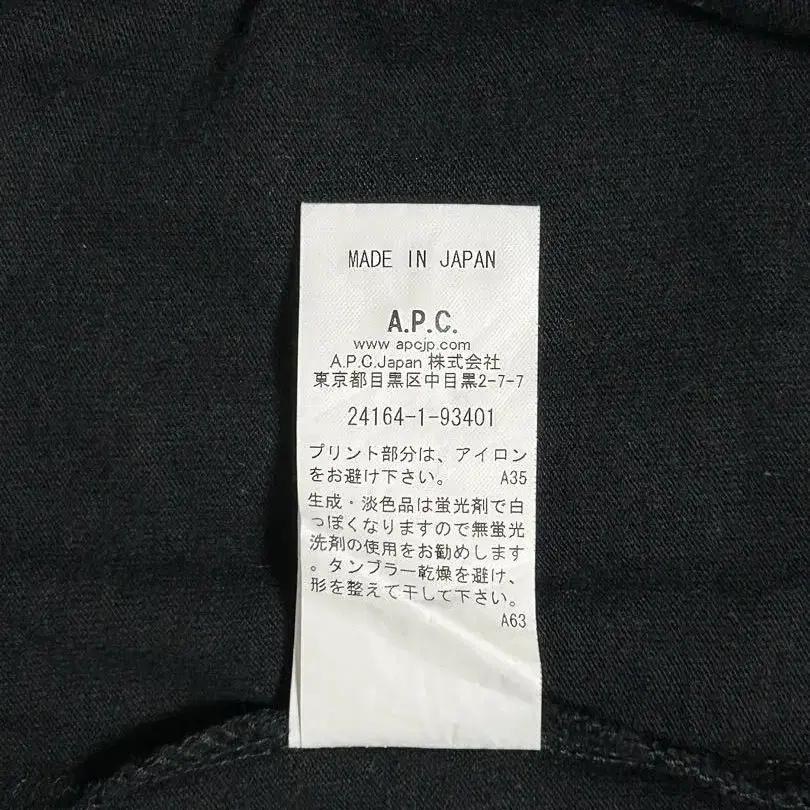 MADE IN JAPAN
A.P.C.
www.apcjp.com
A.P.C.Japan 株式会社
東京都目黒区中目黒2-7-7
24164-1-93401
プリント部分は、アイロン
をお避け下さい。 A35
生成・淡色品は蛍光剤で白
っぽくなりますので無蛍光
洗剤の使用をお勧めします
。タンブラー乾燥を避け、
形を整えて干して下さい。
A63